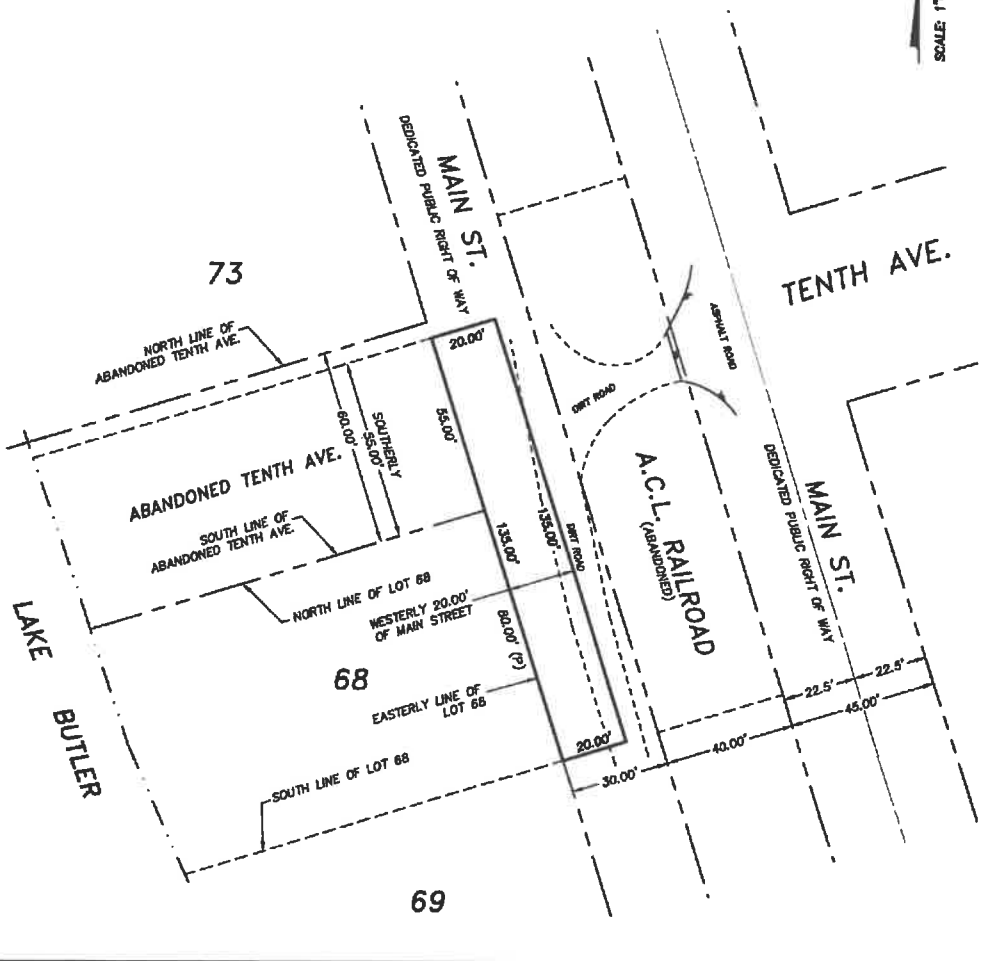 SCALE: 1"
MAIN ST.
DEDICATED PUBLIC RIGHT OF WAY
73
TENTH AVE.
NORTH LINE OF
ABANDONED TENTH AVE.
20.00'
ASPHALT ROAD
DIRT ROAD
60.00'
SOUTHERLY
55.00'
55.00'
ABANDONED TENTH AVE.
SOUTH LINE OF
ABANDONED TENTH AVE.
A.C.L. RAILROAD
(ABANDONED)
MAIN ST.
DEDICATED PUBLIC RIGHT OF WAY
135.00'
135.00'
DIRT ROAD
NORTH LINE OF LOT 68
WESTERLY 20.00'
OF MAIN STREET
80.00' (P)
LAKE BUTLER
68
EASTERLY LINE OF
LOT 68
22.5'
22.5'
45.00'
40.00'
20.00'
30.00'
SOUTH LINE OF LOT 68
69